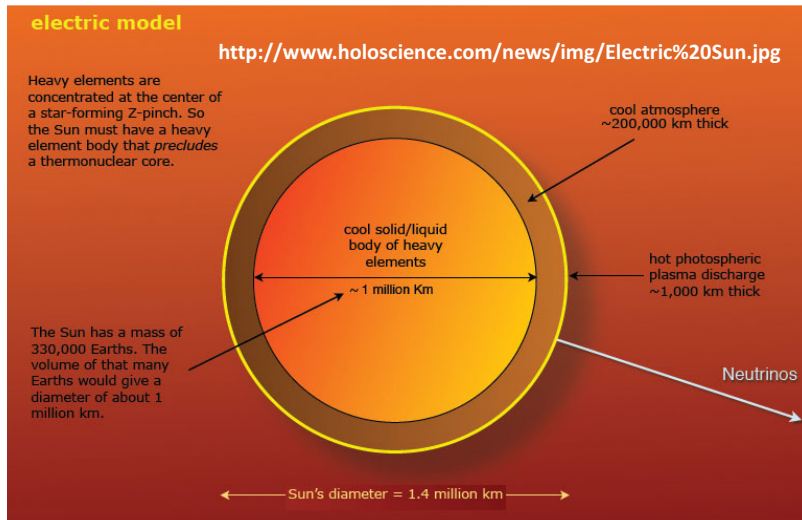 electric model
http://www.holoscience.com/news/img/Electric%20Sun.jpg
Heavy elements are
concentrated at the center of
a star-forming Z-pinch. So
the Sun must have a heavy
element body that precludes
a thermonuclear core.
cool atmosphere
~200,000 km thick
cool solid/liquid
body of heavy
elements
~ 1 million Km
hot photospheric
plasma discharge
~1,000 km thick
The Sun has a mass of
330,000 Earths. The
volume of that many
Earths would give a
diameter of about 1
million km.
Neutrinos
Sun's diameter = 1.4 million km